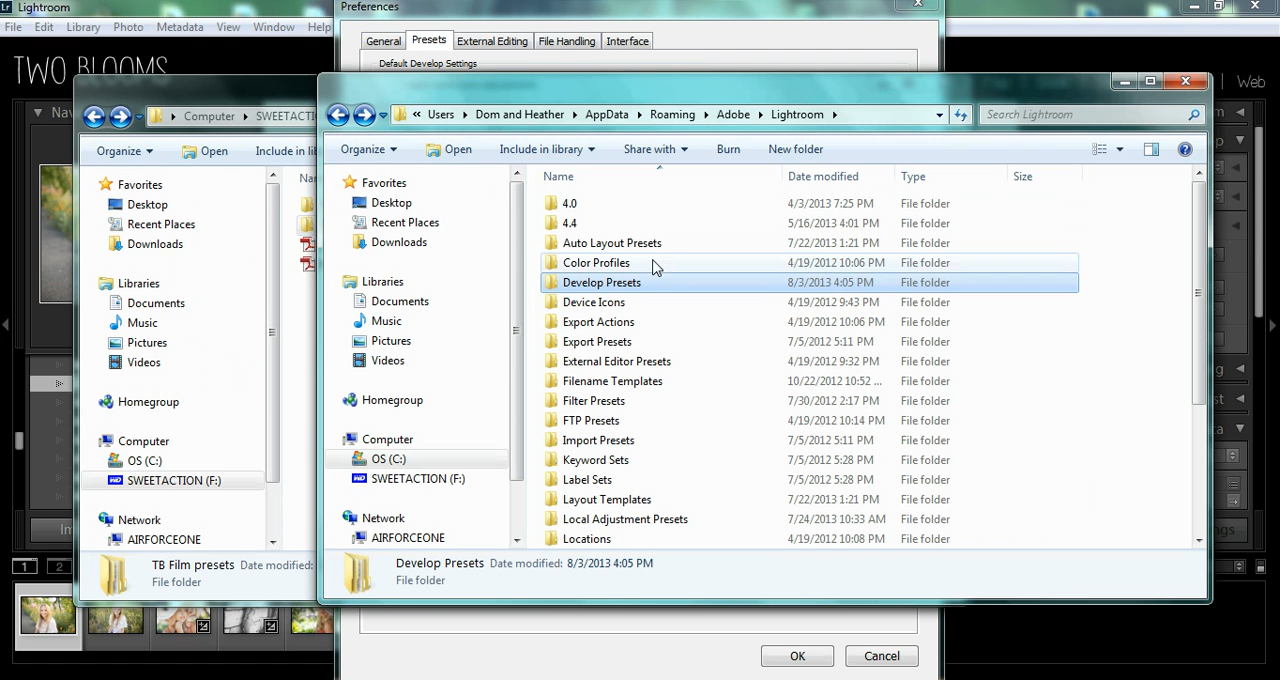 Lr Lightroom
File Edit Library Photo Metadata View Window Help
TWO BLOOMS
Web
Preferences
General Presets External Editing File Handling Interface
Default Develop Settings
OK Cancel
Computer SWEETACTI
Organize Open Include in li
Favorites
Desktop
Recent Places
Downloads
Libraries
Documents
Music
Pictures
Videos
Homegroup
Computer
OS (C:)
SWEETACTION (F:)
Network
AIRFORCEONE
TB Film presets Date modified:
File folder
« Users Dom and Heather AppData Roaming Adobe Lightroom
Search Lightroom
Organize Open Include in library Share with Burn New folder
Favorites
Desktop
Recent Places
Downloads
Libraries
Documents
Music
Pictures
Videos
Homegroup
Computer
OS (C:)
SWEETACTION (F:)
Network
AIRFORCEONE
Name Date modified Type Size
4.0 4/3/2013 7:25 PM File folder
4.4 5/16/2013 4:01 PM File folder
Auto Layout Presets 7/22/2013 1:21 PM File folder
Color Profiles 4/19/2012 10:06 PM File folder
Develop Presets 8/3/2013 4:05 PM File folder
Device Icons 4/19/2012 9:43 PM File folder
Export Actions 4/19/2012 10:06 PM File folder
Export Presets 7/5/2012 5:11 PM File folder
External Editor Presets 4/19/2012 9:32 PM File folder
Filename Templates 10/22/2012 10:52 ... File folder
Filter Presets 7/30/2012 2:17 PM File folder
FTP Presets 4/19/2012 10:14 PM File folder
Import Presets 7/5/2012 5:11 PM File folder
Keyword Sets 7/5/2012 5:28 PM File folder
Label Sets 7/5/2012 5:28 PM File folder
Layout Templates 7/22/2013 1:21 PM File folder
Local Adjustment Presets 7/24/2013 10:33 AM File folder
Locations 4/19/2012 10:08 PM File folder
Develop Presets Date modified: 8/3/2013 4:05 PM
File folder
1 2